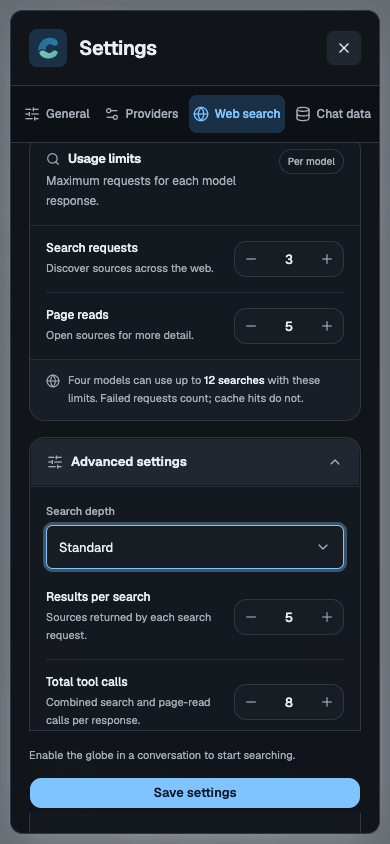 Settings
General
Providers
Web search
Chat data
Usage limits
Per model
Maximum requests for each model
response.
Search requests
Discover sources across the web.
3
Page reads
Open sources for more detail.
5
Four models can use up to 12 searches with these
limits. Failed requests count; cache hits do not.
Advanced settings
Search depth
Standard
Results per search
Sources returned by each search
request.
5
Total tool calls
Combined search and page-read
calls per response.
8
Enable the globe in a conversation to start searching.
Save settings